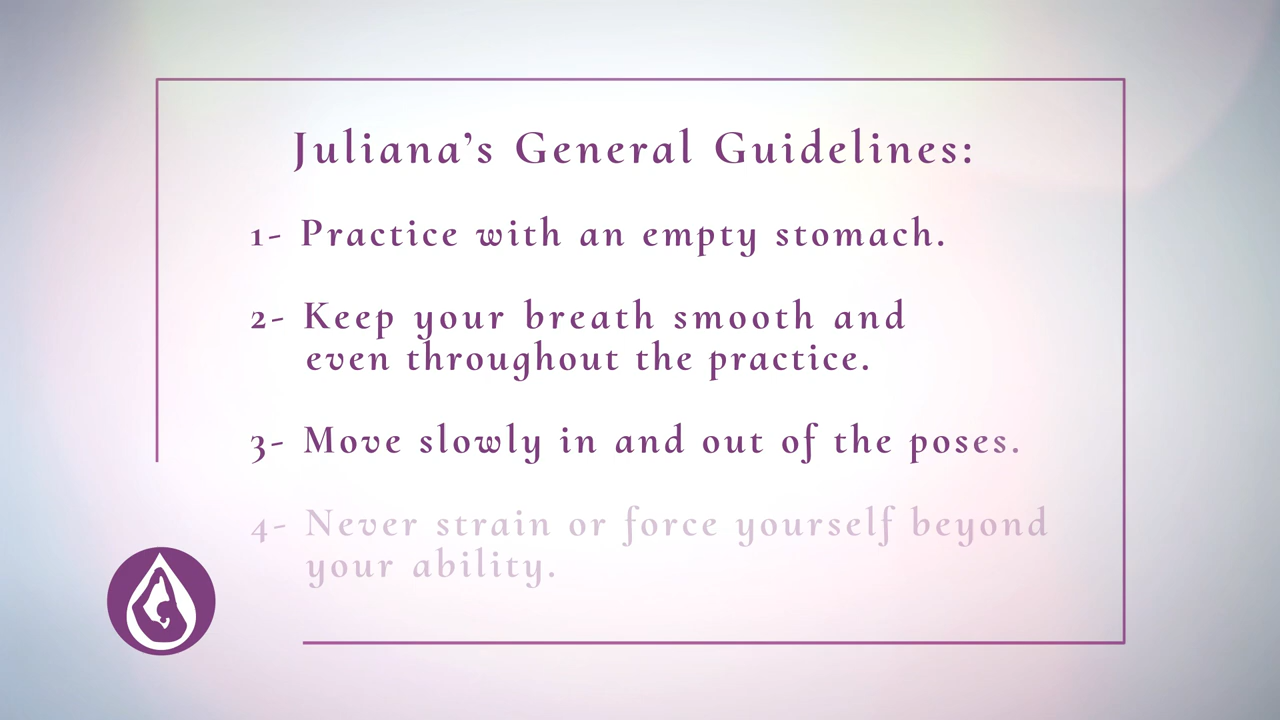 Juliana’s General Guidelines:
1- Practice with an empty stomach.
2- Keep your breath smooth and
even throughout the practice.
3- Move slowly in and out of the poses.
4- Never strain or force yourself beyond
your ability.